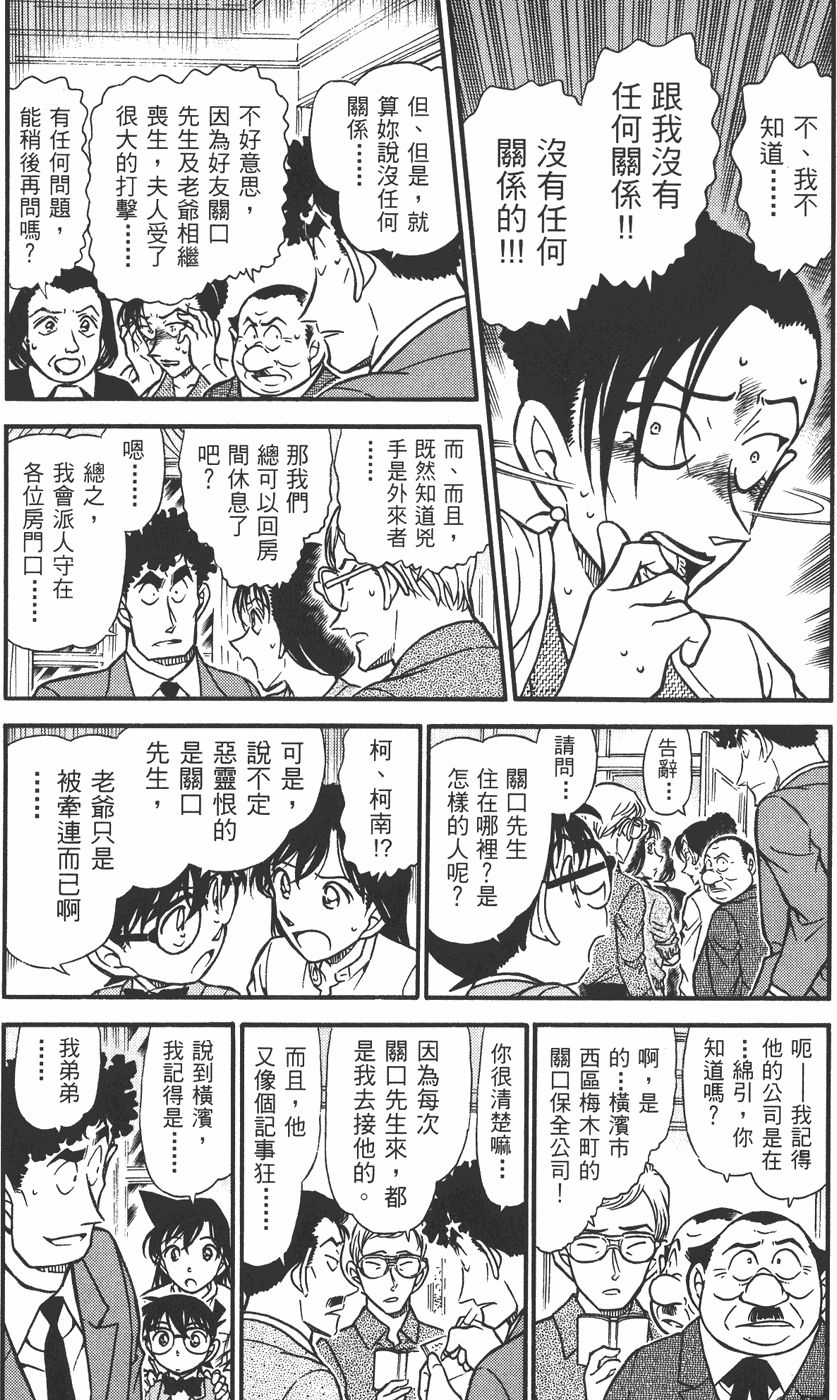 不、我不
知道……
跟我沒有
任何關係!!
沒有任何
關係的!!!
但、但是，就
算妳說沒任何
關係……
不好意思，
因為好友關口
先生及老爺相繼
喪生，夫人受了
很大的打擊……
有任何問題，
能稍後再問嗎？
而、而且，
既然知道兇
手是外來者
……
那我們
總可以回房
間休息了
吧？
嗯……
總之，
我會派人守在
各位房門口……
告辭…
請問…
關口先生
住在哪裡？是
怎樣的人呢？
柯、柯南!?
可是，
說不定
惡靈恨的
是關口
先生，
老爺只是
被牽連而已啊
……
呃——我記得
他的公司是在
…綿引，你
知道嗎？
啊，是
的…橫濱市
西區梅木町的
關口保全公司！
你很清楚嘛…
因為每次
關口先生來，都
是我去接他的。
而且，他
又像個記事狂……
說到橫濱，
我記得是……
我弟弟
……